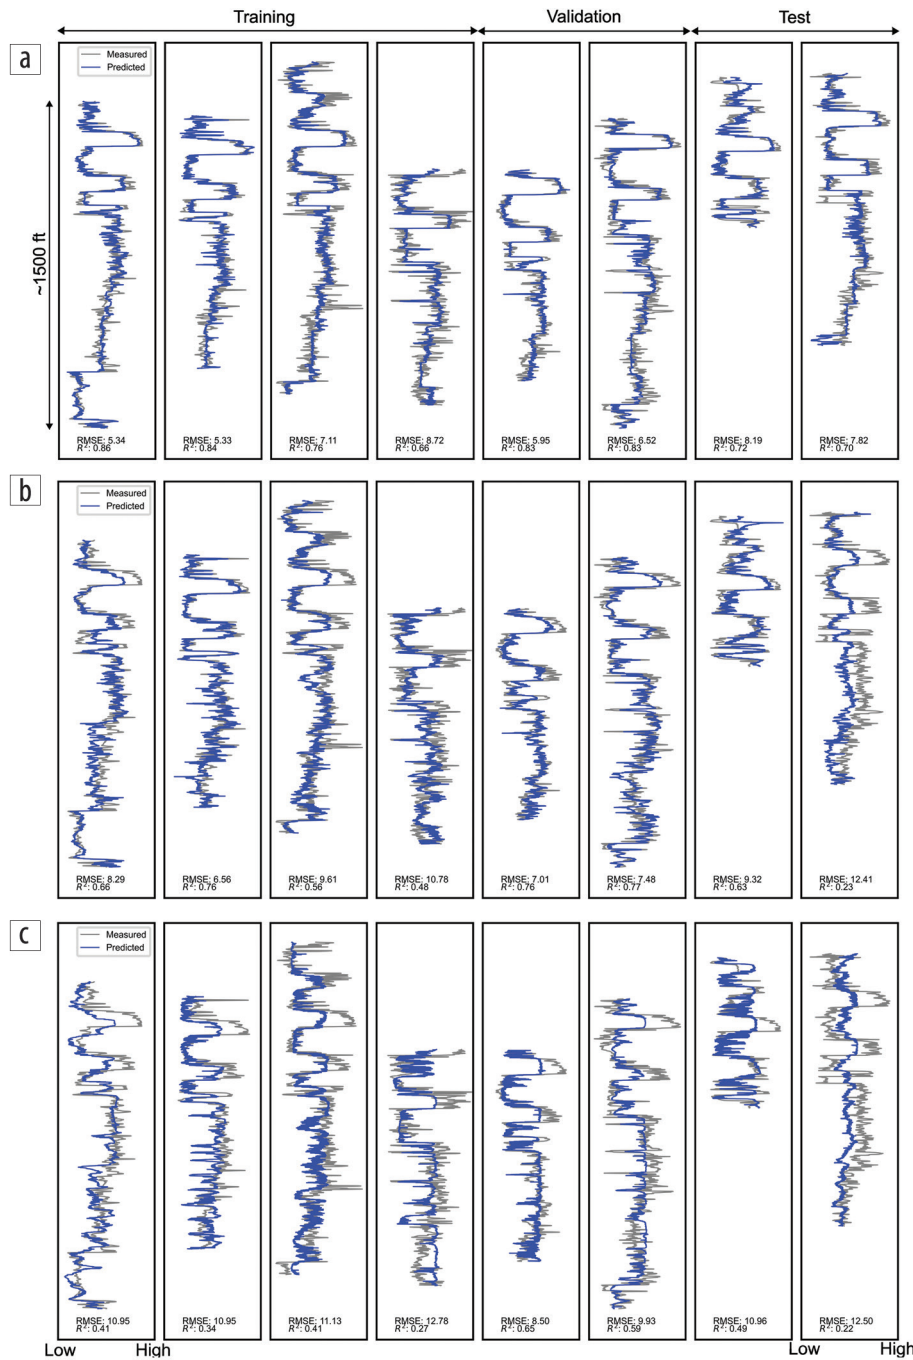 Training Validation Test
a
Measured
Predicted
~1500 ft
RMSE: 5.34 RMSE: 5.33 RMSE: 7.11 RMSE: 8.72 RMSE: 5.95 RMSE: 6.52 RMSE: 8.19 RMSE: 7.82
R²: 0.86 R²: 0.84 R²: 0.76 R²: 0.66 R²: 0.83 R²: 0.83 R²: 0.72 R²: 0.70
b
Measured
Predicted
RMSE: 8.29 RMSE: 6.56 RMSE: 9.61 RMSE: 10.78 RMSE: 7.01 RMSE: 7.48 RMSE: 9.32 RMSE: 12.41
R²: 0.66 R²: 0.76 R²: 0.56 R²: 0.48 R²: 0.76 R²: 0.77 R²: 0.63 R²: 0.23
c
Measured
Predicted
RMSE: 10.95 RMSE: 10.95 RMSE: 11.13 RMSE: 12.78 RMSE: 8.50 RMSE: 9.93 RMSE: 10.96 RMSE: 12.50
R²: 0.41 R²: 0.34 R²: 0.41 R²: 0.27 R²: 0.65 R²: 0.59 R²: 0.49 R²: 0.22
Low High Low High